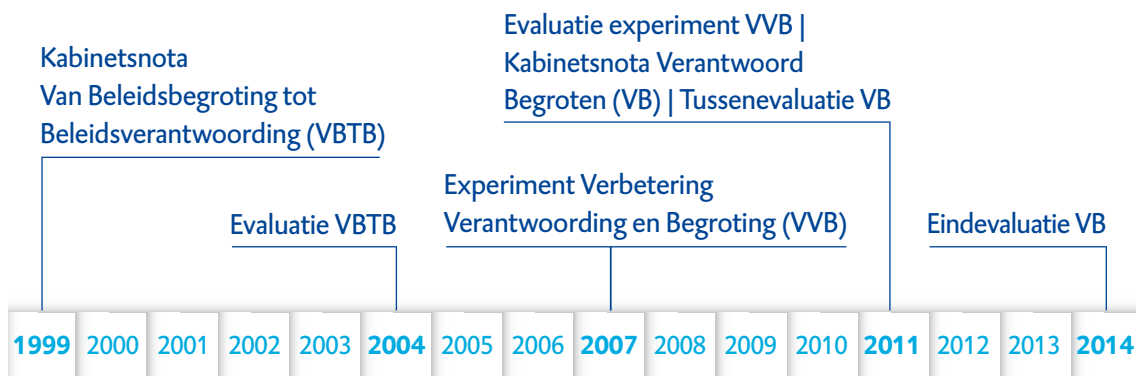 Kabinetsnota
Van Beleidsbegroting tot
Beleidsverantwoording (VBTB)
Evaluatie VBTB
Experiment Verbetering
Verantwoording en Begroting (VVB)
Evaluatie experiment VVB |
Kabinetsnota Verantwoord
Begroten (VB) | Tussenevaluatie VB
Eindevaluatie VB
1999 2000 2001 2002 2003 2004 2005 2006 2007 2008 2009 2010 2011 2012 2013 2014